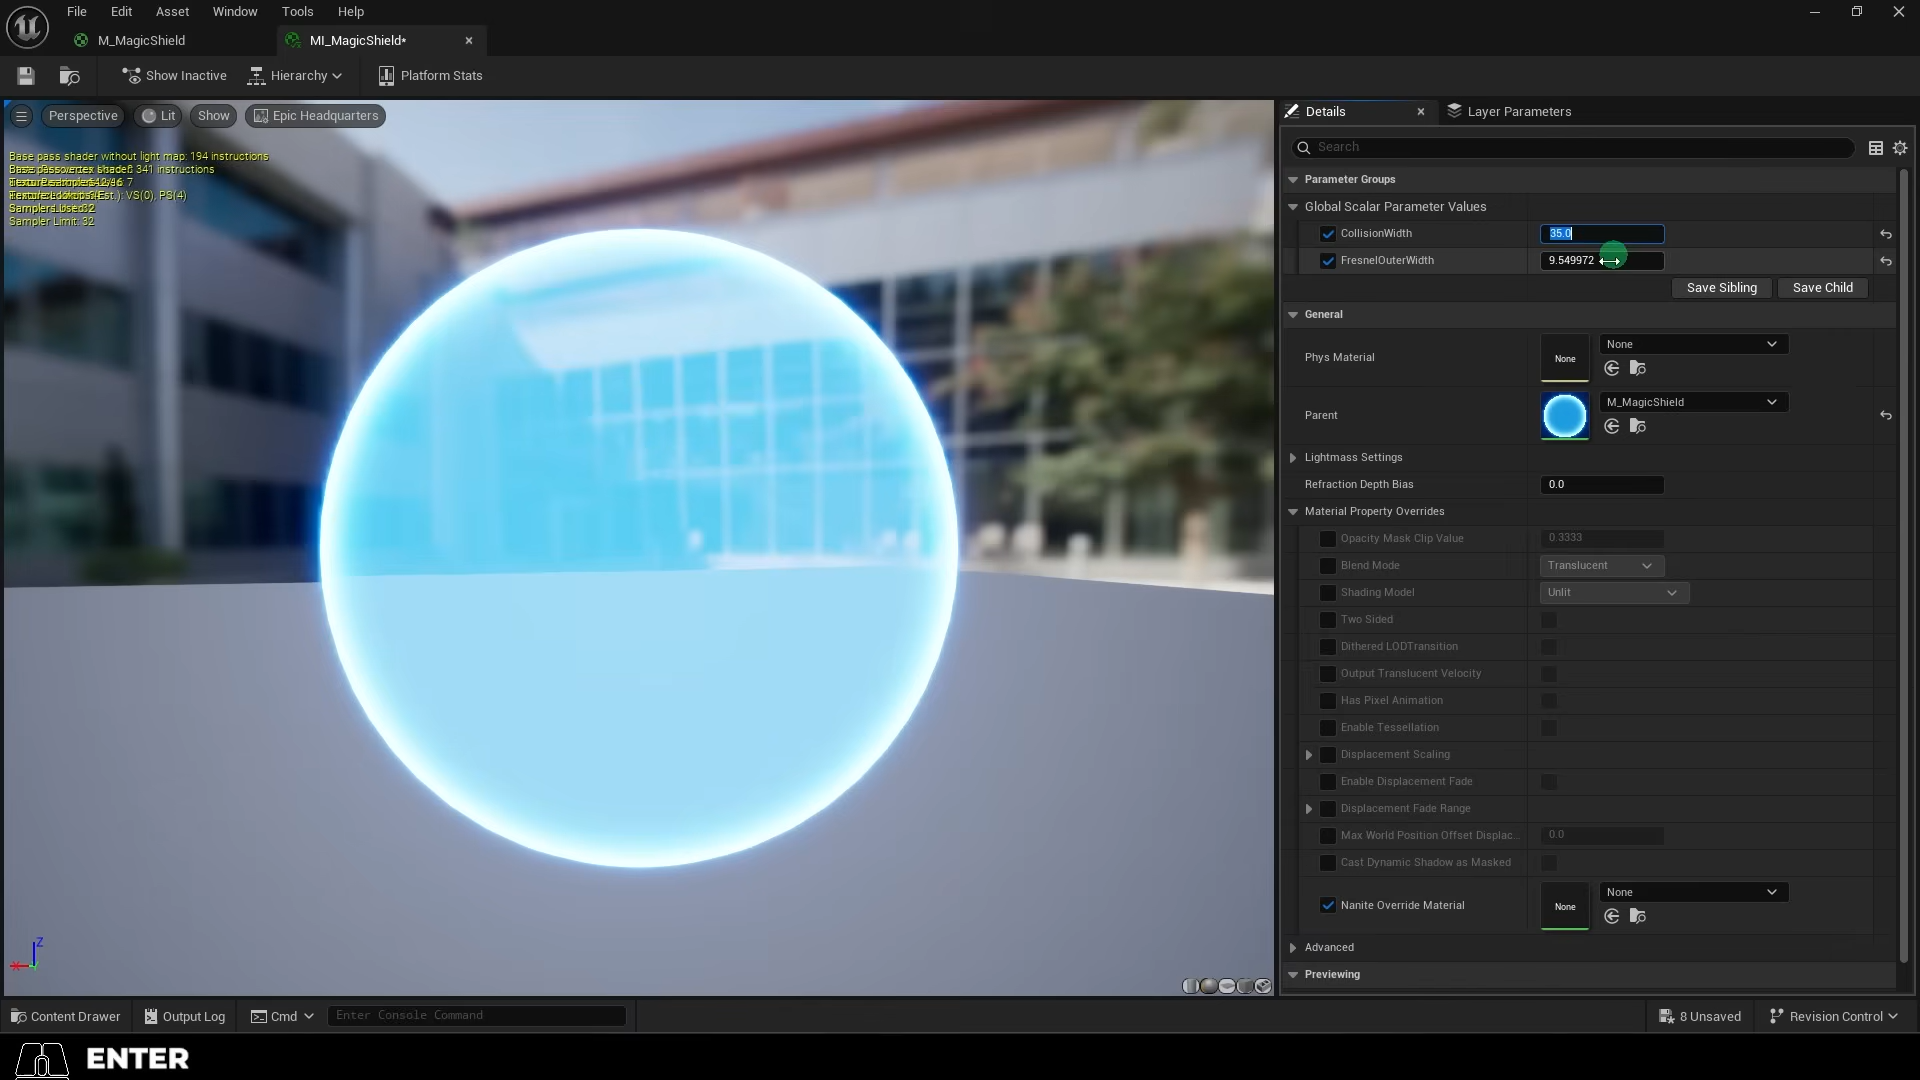 File Edit Asset Window Tools Help
M_MagicShield
MI_MagicShield*
Show Inactive
Hierarchy
Platform Stats
Perspective
Lit
Show
Epic Headquarters
Base pass shader without light map: 194 instructions
341 instructions
VS(0), PS(4)
Sampler Limit: 32
Details
Layer Parameters
Search
Parameter Groups
Global Scalar Parameter Values
CollisionWidth 35.0
FresnelOuterWidth 9.549972
Save Sibling Save Child
General
Phys Material None None
Parent M_MagicShield
Lightmass Settings
Refraction Depth Bias 0.0
Material Property Overrides
Opacity Mask Clip Value 0.3333
Blend Mode Translucent
Shading Model Unlit
Two Sided
Dithered LODTransition
Output Translucent Velocity
Has Pixel Animation
Enable Tessellation
Displacement Scaling
Enable Displacement Fade
Displacement Fade Range
Max World Position Offset Displac... 0.0
Cast Dynamic Shadow as Masked
Nanite Override Material None None
Advanced
Previewing
Z
Content Drawer
Output Log
Cmd
Enter Console Command
8 Unsaved
Revision Control
ENTER